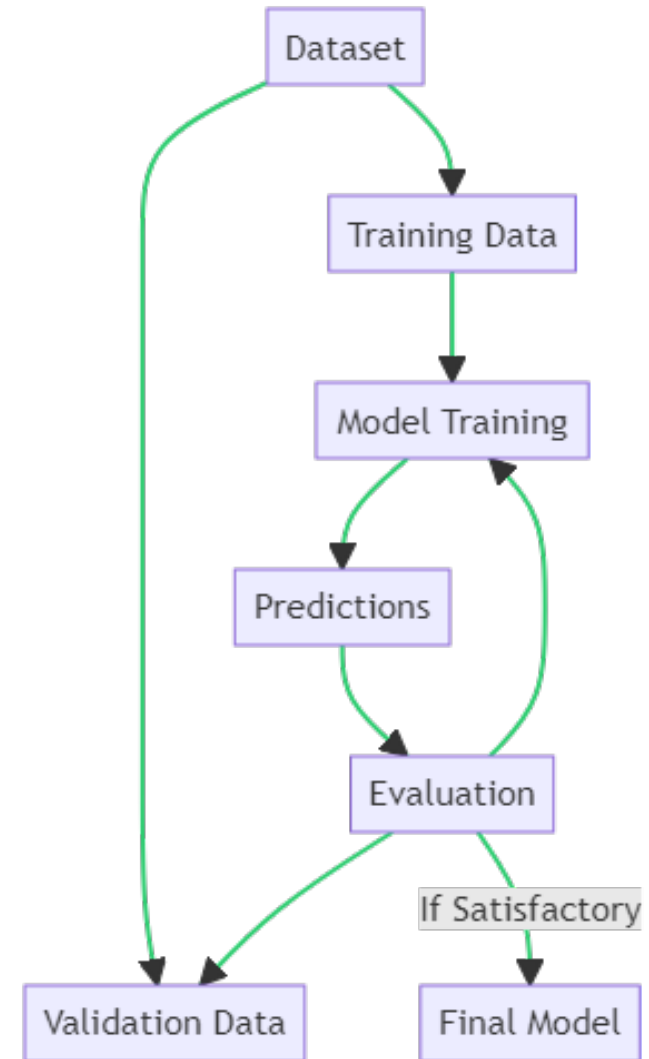 Dataset
Training Data
Model Training
Predictions
Evaluation
If Satisfactory
Validation Data
Final Model